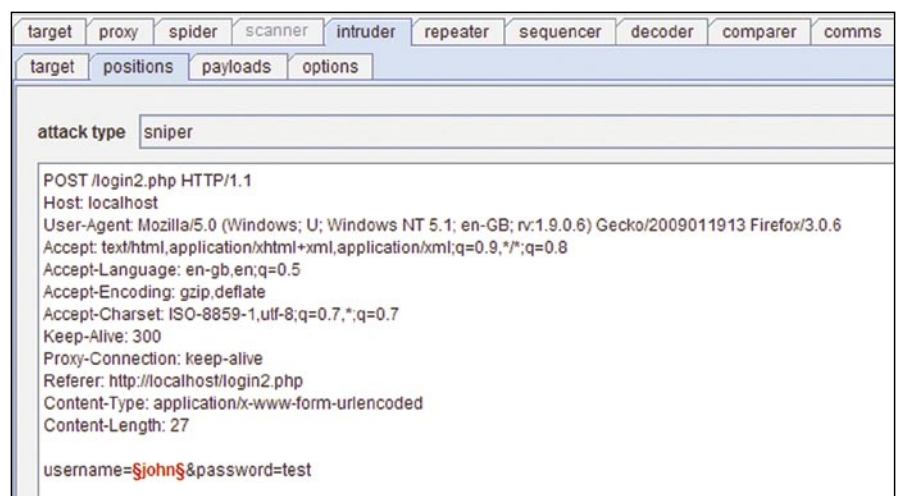 target proxy spider scanner intruder repeater sequencer decoder comparer comms
target positions payloads options
attack type sniper
POST /login2.php HTTP/1.1
Host: localhost
User-Agent: Mozilla/5.0 (Windows; U; Windows NT 5.1; en-GB; rv:1.9.0.6) Gecko/2009011913 Firefox/3.0.6
Accept: text/html,application/xhtml+xml,application/xml;q=0.9,*/*;q=0.8
Accept-Language: en-gb,en;q=0.5
Accept-Encoding: gzip,deflate
Accept-Charset: ISO-8859-1,utf-8;q=0.7,*;q=0.7
Keep-Alive: 300
Proxy-Connection: keep-alive
Referer: http://localhost/login2.php
Content-Type: application/x-www-form-urlencoded
Content-Length: 27
username=§john§&password=test